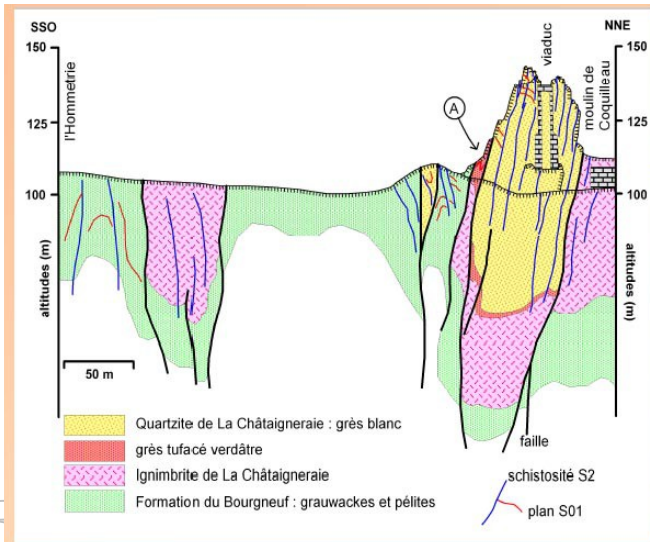 SSO
NNE
150
125
100
altitudes (m)
l'Hommetrie
A
viaduc
moulin de
Coquilleau
150
125
100
altitudes (m)
50 m
faille
Quartzite de La Châtaigneraie : grès blanc
grès tufacé verdâtre
Ignimbrite de La Châtaigneraie
Formation du Bourgneuf : grauwackes et pélites
schistosité S2
plan S01